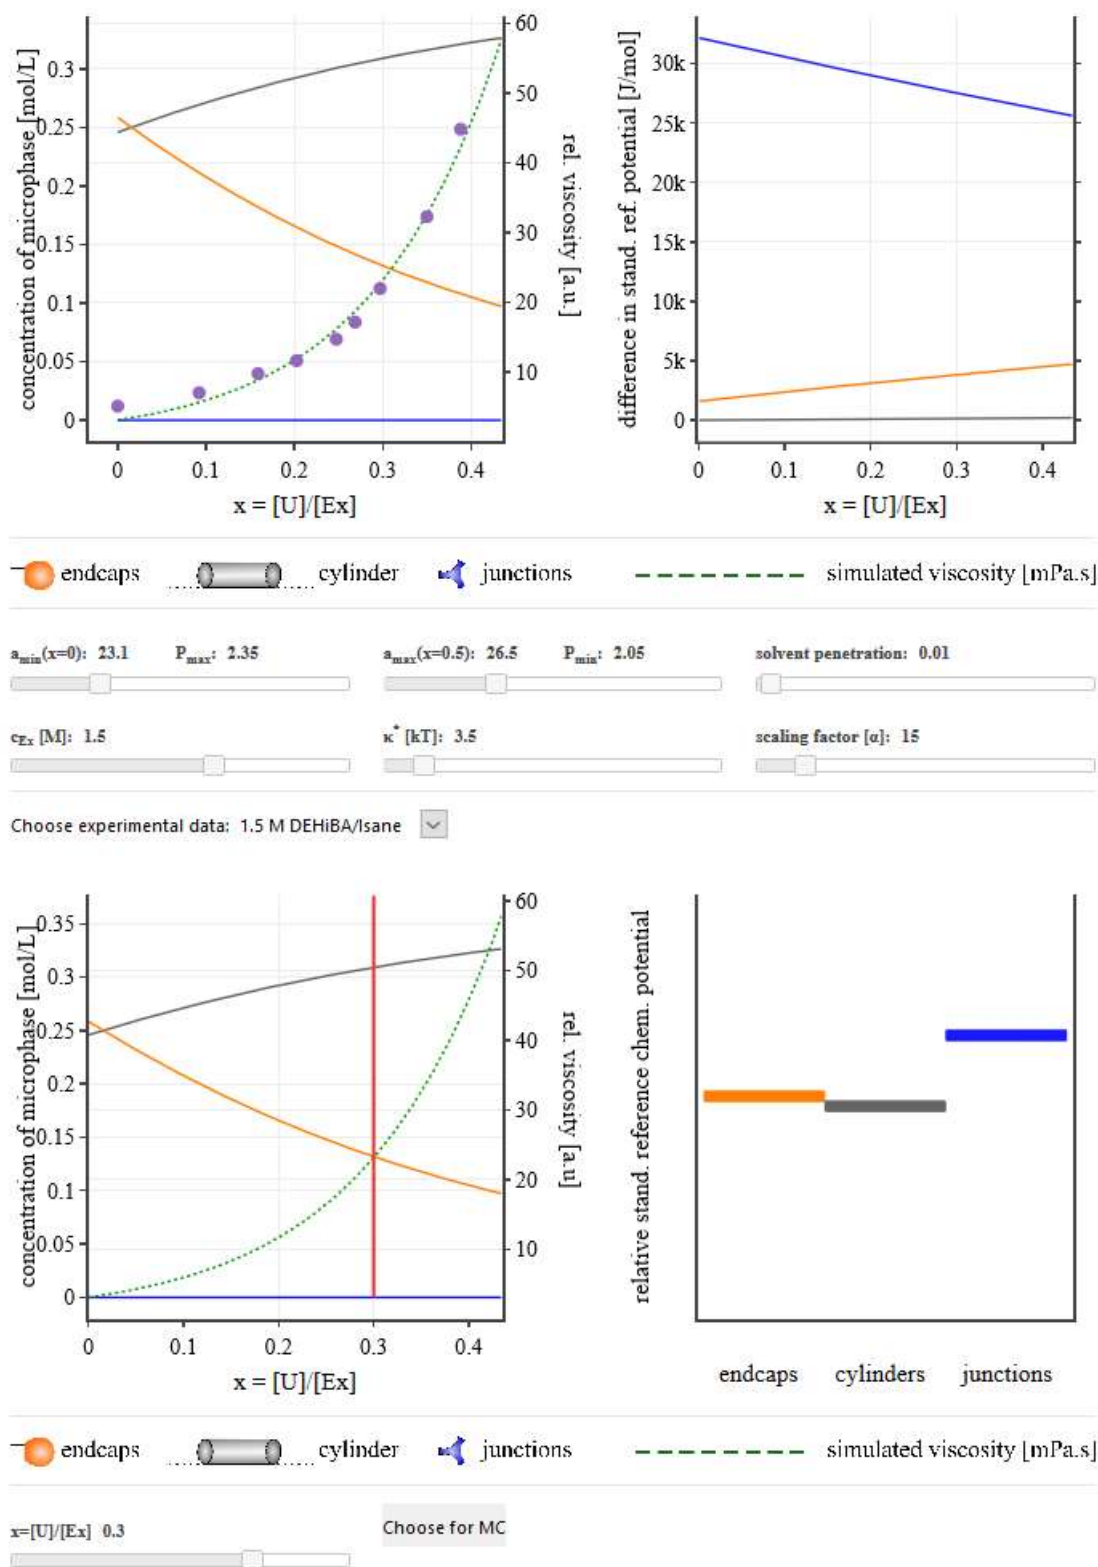 concentration of microphase [mol/L]
0.3
0.25
0.2
0.15
0.1
0.05
0
60
50
40
30
20
10
rel. viscosity [a.u.]
0 0.1 0.2 0.3 0.4
x = [U]/[Ex]
difference in stand. ref. potential [J/mol]
30k
25k
20k
15k
10k
5k
0
0 0.1 0.2 0.3 0.4
x = [U]/[Ex]
endcaps cylinder junctions simulated viscosity [mPa.s]
a_min(x=0): 23.1 P_max: 2.35 a_max(x=0.5): 26.5 P_min: 2.05 solvent penetration: 0.01
c_Ex [M]: 1.5 κ* [kT]: 3.5 scaling factor [α]: 15
Choose experimental data: 1.5 M DEHiBA/Isane
concentration of microphase [mol/L]
0.35
0.3
0.25
0.2
0.15
0.1
0.05
0
60
50
40
30
20
10
rel. viscosity [a.u]
0 0.1 0.2 0.3 0.4
x = [U]/[Ex]
relative stand. reference chem. potential
endcaps cylinders junctions
endcaps cylinder junctions simulated viscosity [mPa.s]
x=[U]/[Ex] 0.3 Choose for MC